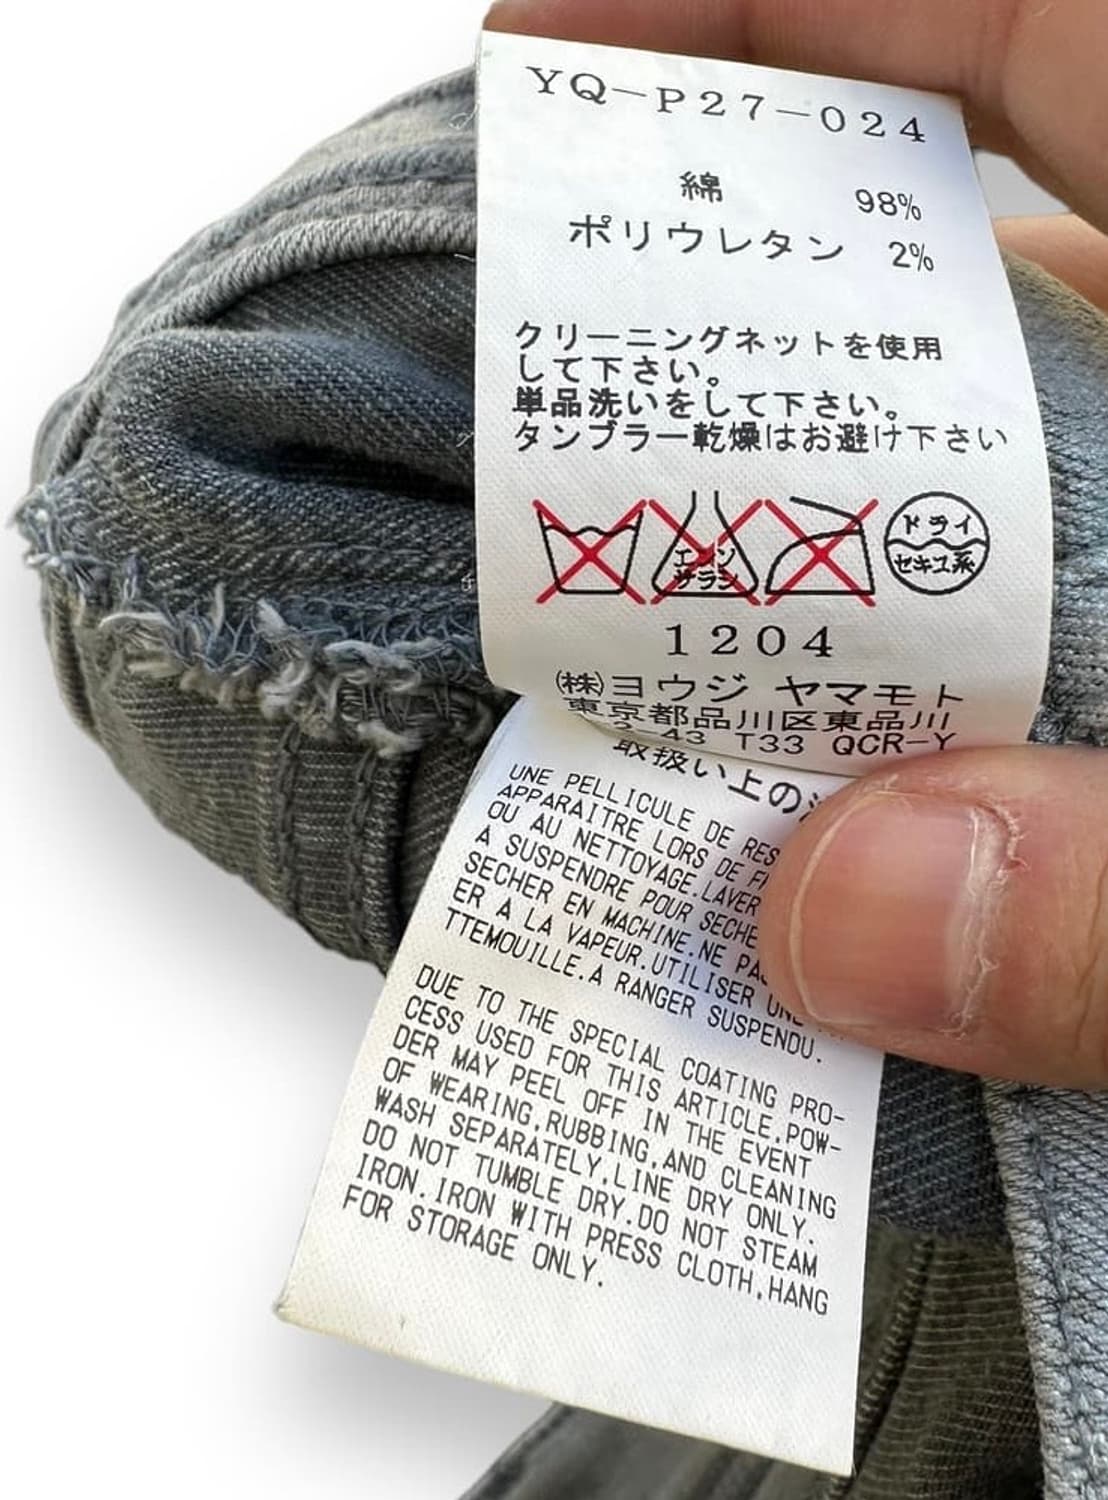 YQ-P27-024
綿 98%
ポリウレタン 2%
クリーニングネットを使用
して下さい。
単品洗いをして下さい。
タンブラー乾燥はお避け下さい
エンソ
サラシ
ドライ
セキユ系
1204
(株)ヨウジ ヤマモト
東京都品川区東品川
2-43 T33 QCR-Y
取扱い上の
UNE PELLICULE DE RES
APPARAITRE LORS DE
OU AU NETTOYAGE.LAVER
A SUSPENDRE POUR SECHE
SECHER EN MACHINE.NE PA
ER A LA VAPEUR.UTILISER UNE
TTEMOUILLE.A RANGER SUSPENDU.
DUE TO THE SPECIAL COATING PRO-
CESS USED FOR THIS ARTICLE,POW-
DER MAY PEEL OFF IN THE EVENT
OF WEARING,RUBBING,AND CLEANING
WASH SEPARATELY,LINE DRY ONLY.
DO NOT TUMBLE DRY.DO NOT STEAM
IRON.IRON WITH PRESS CLOTH,HANG
FOR STORAGE ONLY.